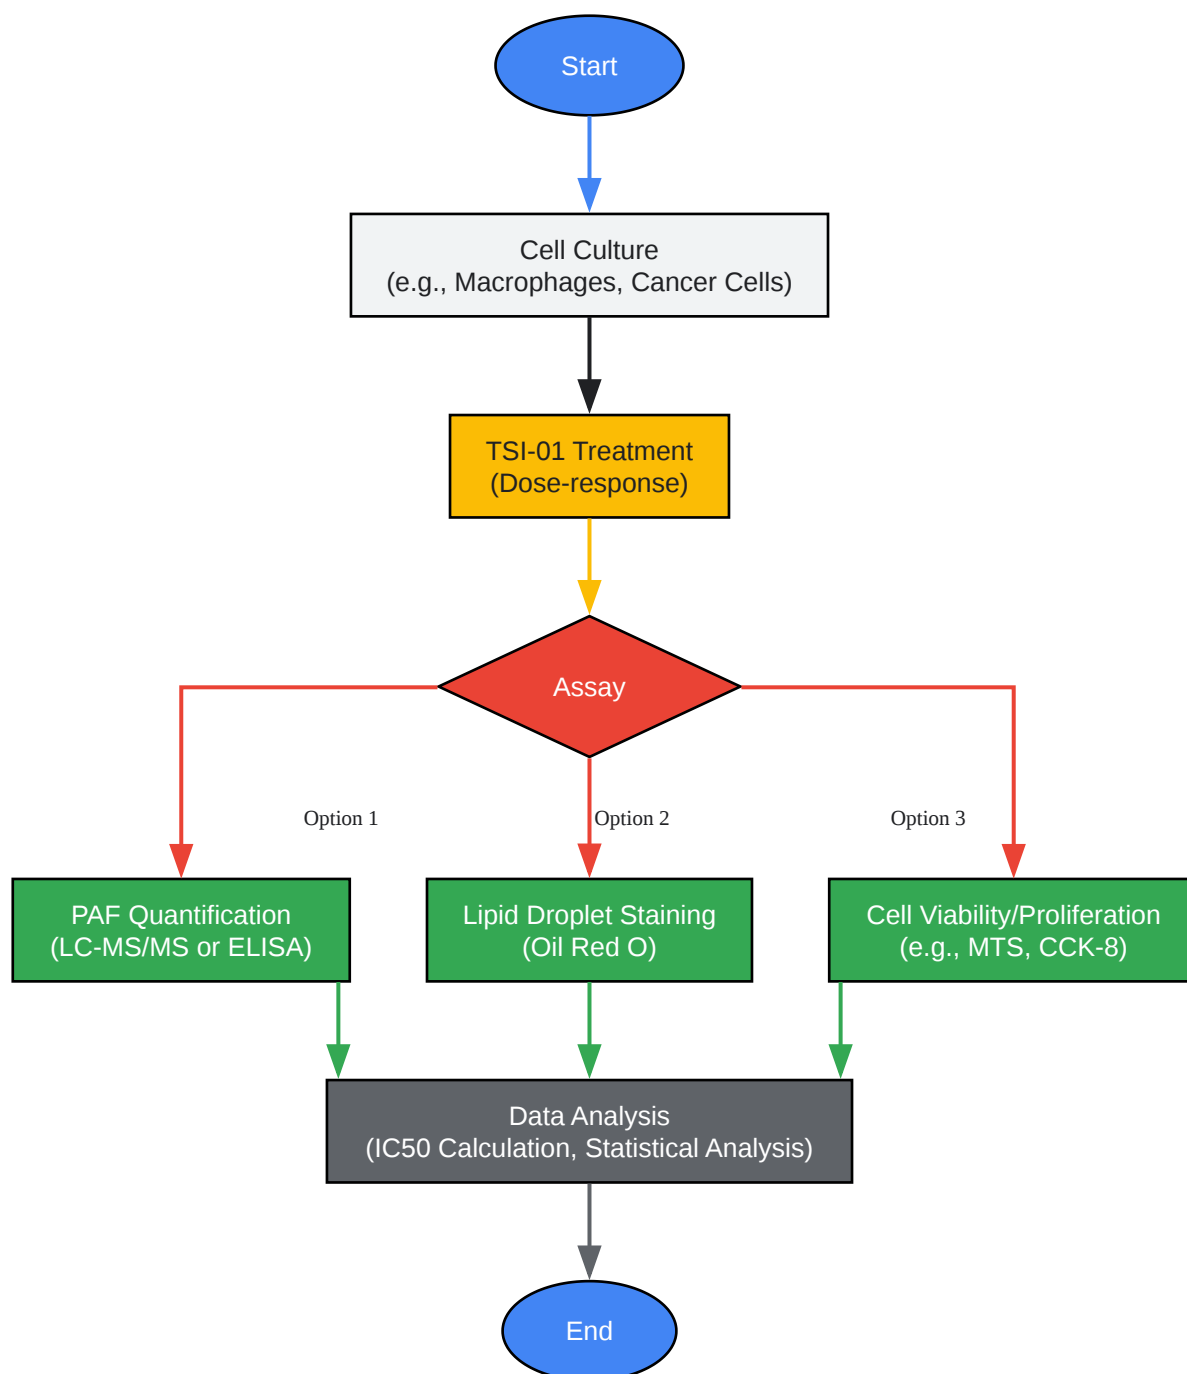 Start
Cell Culture
(e.g., Macrophages, Cancer Cells)
TSI-01 Treatment
(Dose-response)
Assay
Option 1
Option 2
Option 3
PAF Quantification
(LC-MS/MS or ELISA)
Lipid Droplet Staining
(Oil Red O)
Cell Viability/Proliferation
(e.g., MTS, CCK-8)
Data Analysis
(IC50 Calculation, Statistical Analysis)
End